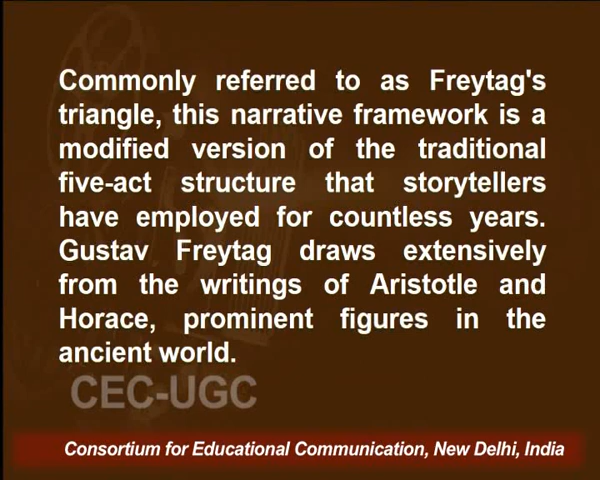 Commonly referred to as Freytag's
triangle, this narrative framework is a
modified version of the traditional
five-act structure that storytellers
have employed for countless years.
Gustav Freytag draws extensively
from the writings of Aristotle and
Horace, prominent figures in the
ancient world.
CEC-UGC
Consortium for Educational Communication, New Delhi, India